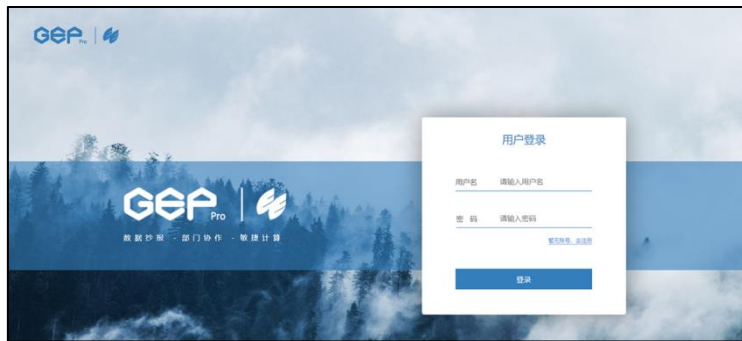 GEP Pro
用户登录
用户名 请输入用户名
GEP Pro
密 码 请输入密码
数据抄报 - 部门协作 - 敏捷计算
暂无账号，去注册
登录